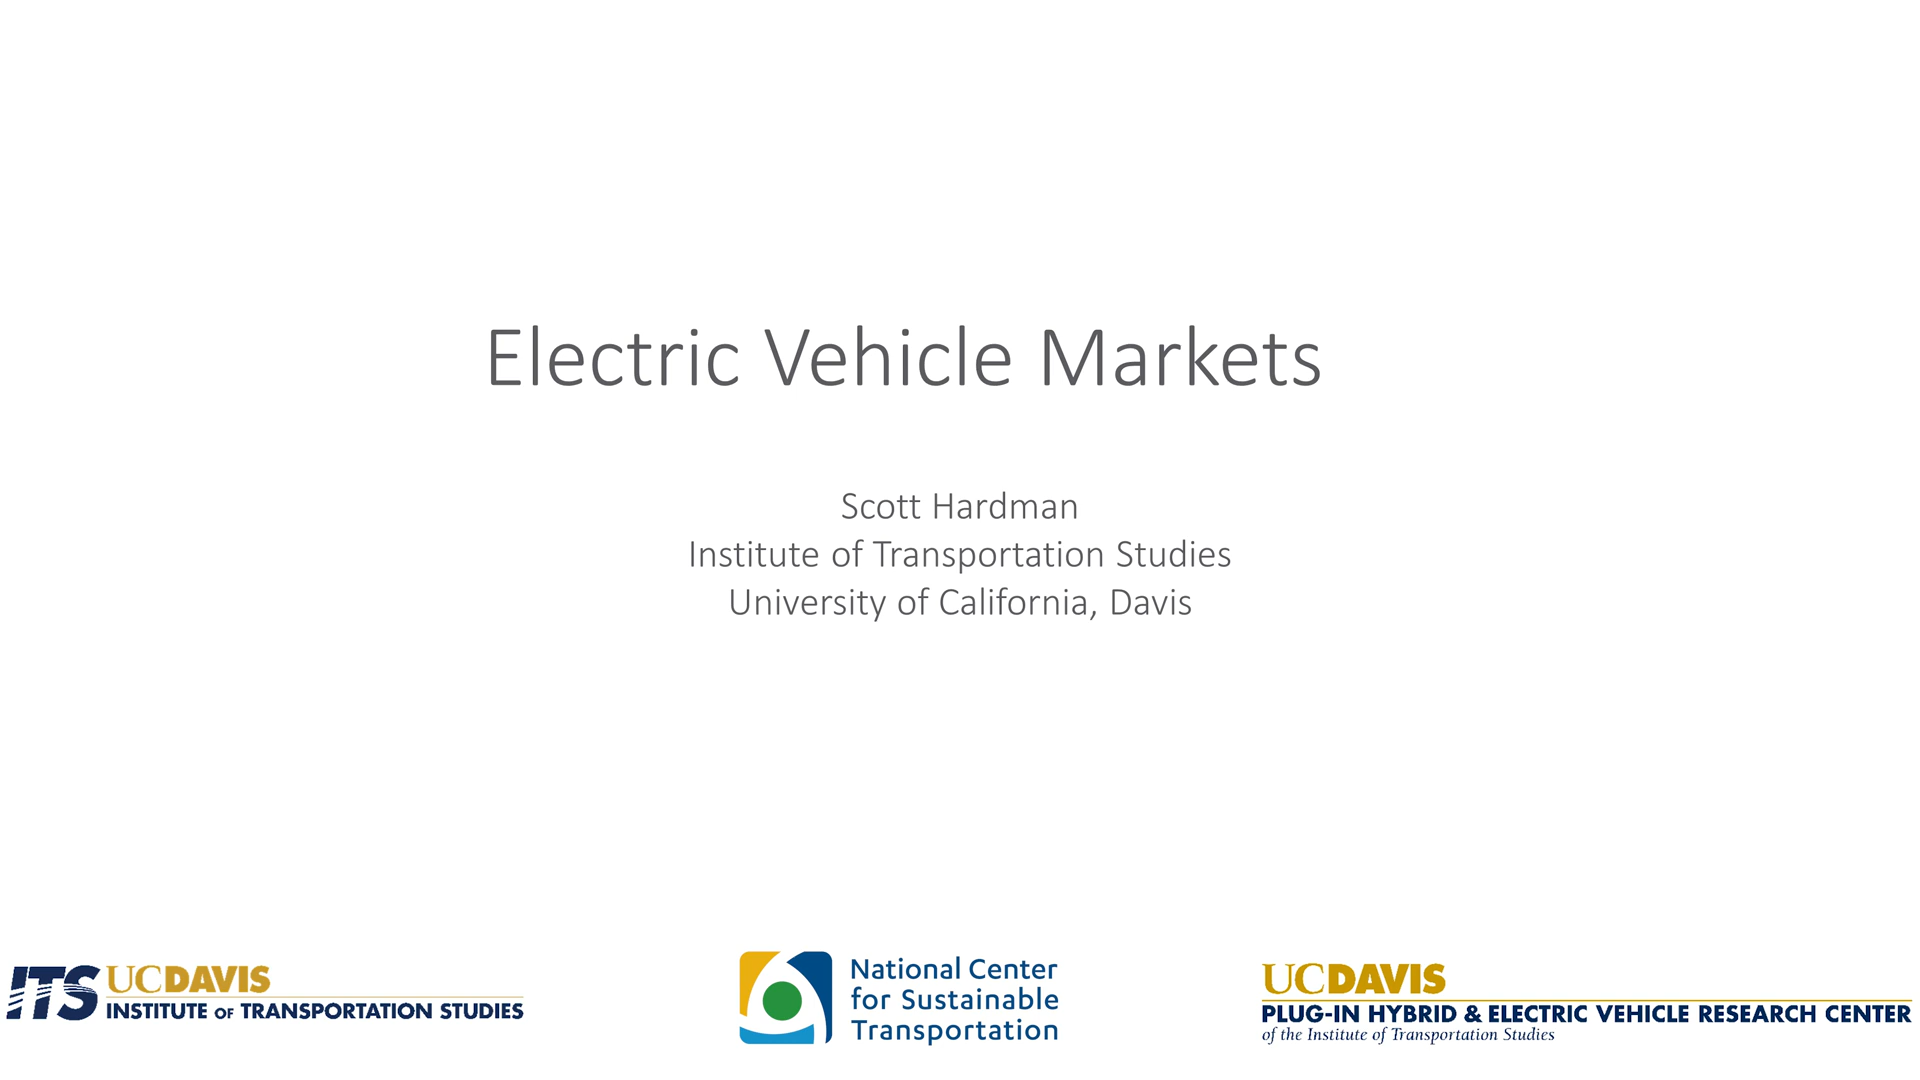 Electric Vehicle Markets
Scott Hardman
Institute of Transportation Studies
University of California, Davis
ITS UCDAVIS
INSTITUTE OF TRANSPORTATION STUDIES
National Center
for Sustainable
Transportation
UCDAVIS
PLUG-IN HYBRID & ELECTRIC VEHICLE RESEARCH CENTER
of the Institute of Transportation Studies